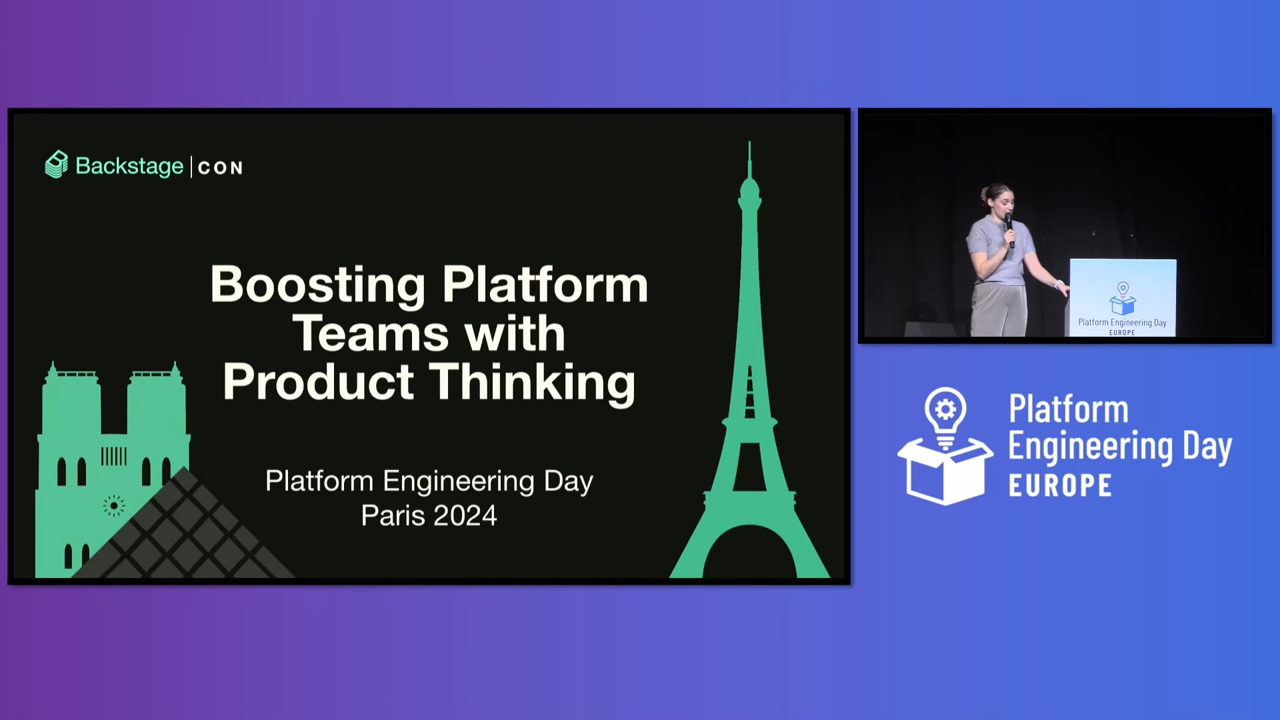 Backstage | CON
Boosting Platform
Teams with
Product Thinking
Platform Engineering Day
Paris 2024
Platform Engineering Day
EUROPE
Platform
Engineering Day
EUROPE